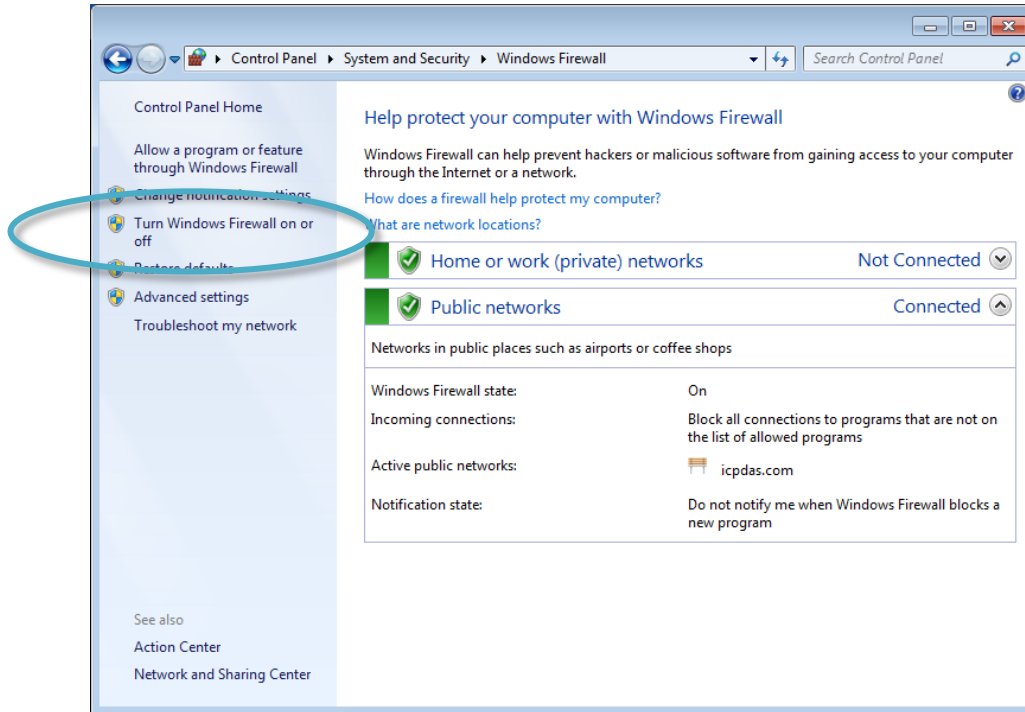 Control Panel ▸ System and Security ▸ Windows Firewall
Search Control Panel
Control Panel Home
Allow a program or feature
through Windows Firewall
Change notification settings
Turn Windows Firewall on or
off
Restore defaults
Advanced settings
Troubleshoot my network
See also
Action Center
Network and Sharing Center
Help protect your computer with Windows Firewall
Windows Firewall can help prevent hackers or malicious software from gaining access to your computer
through the Internet or a network.
How does a firewall help protect my computer?
What are network locations?
Home or work (private) networks Not Connected
Public networks Connected
Networks in public places such as airports or coffee shops
Windows Firewall state: On
Incoming connections: Block all connections to programs that are not on
the list of allowed programs
Active public networks: icpdas.com
Notification state: Do not notify me when Windows Firewall blocks a
new program